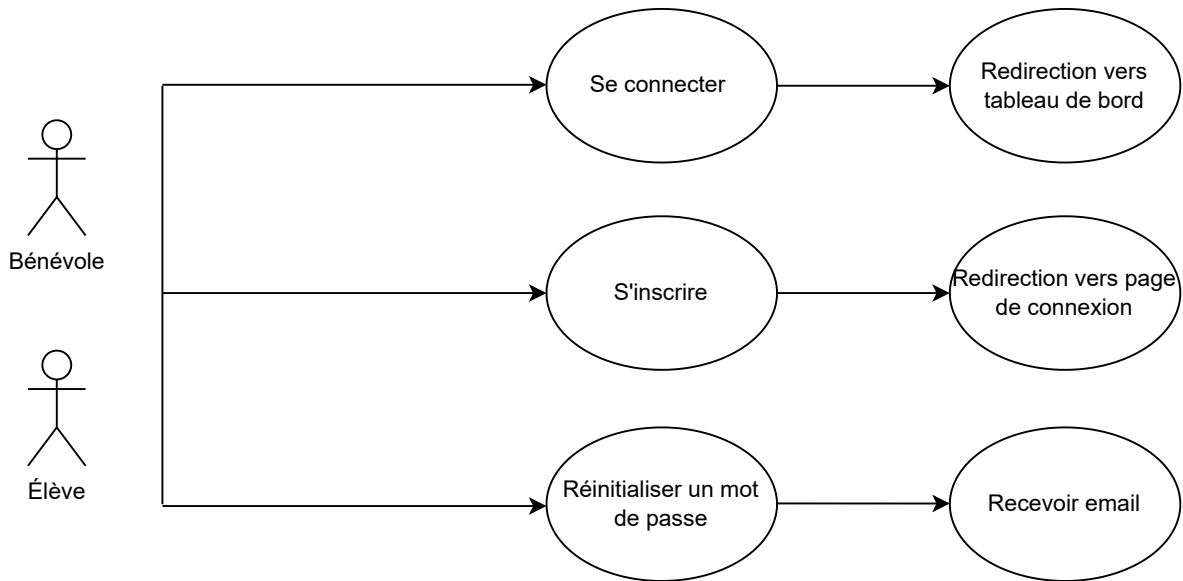 Se connecter
Redirection vers
tableau de bord
Bénévole
S'inscrire
Redirection vers page
de connexion
Élève
Réinitialiser un mot
de passe
Recevoir email